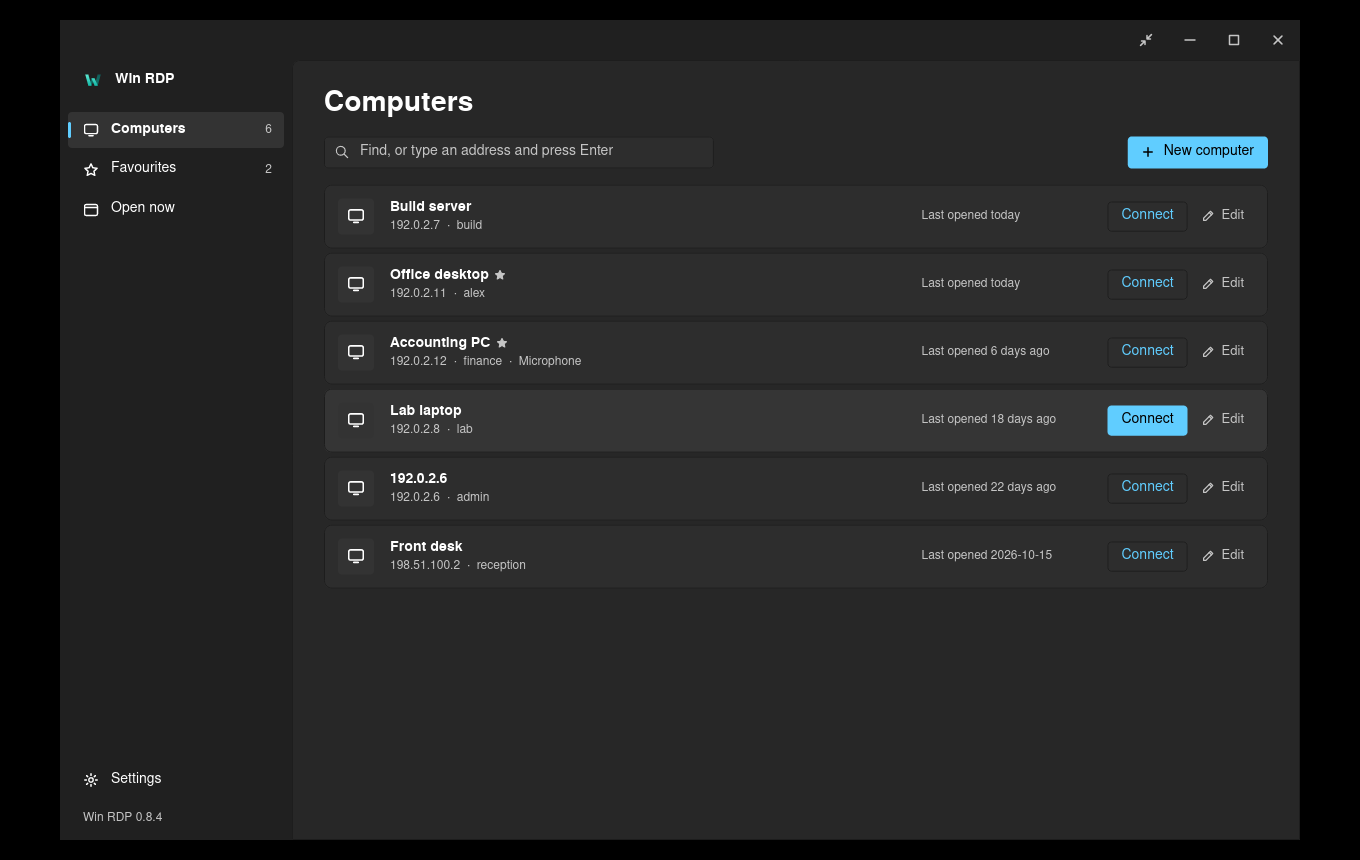 Win RDP
Computers 6
Favourites 2
Open now
Settings
Win RDP 0.8.4
Computers
Find, or type an address and press Enter
New computer
Build server
192.0.2.7 · build
Last opened today
Connect
Edit
Office desktop
192.0.2.11 · alex
Last opened today
Connect
Edit
Accounting PC
192.0.2.12 · finance · Microphone
Last opened 6 days ago
Connect
Edit
Lab laptop
192.0.2.8 · lab
Last opened 18 days ago
Connect
Edit
192.0.2.6
192.0.2.6 · admin
Last opened 22 days ago
Connect
Edit
Front desk
198.51.100.2 · reception
Last opened 2026-10-15
Connect
Edit